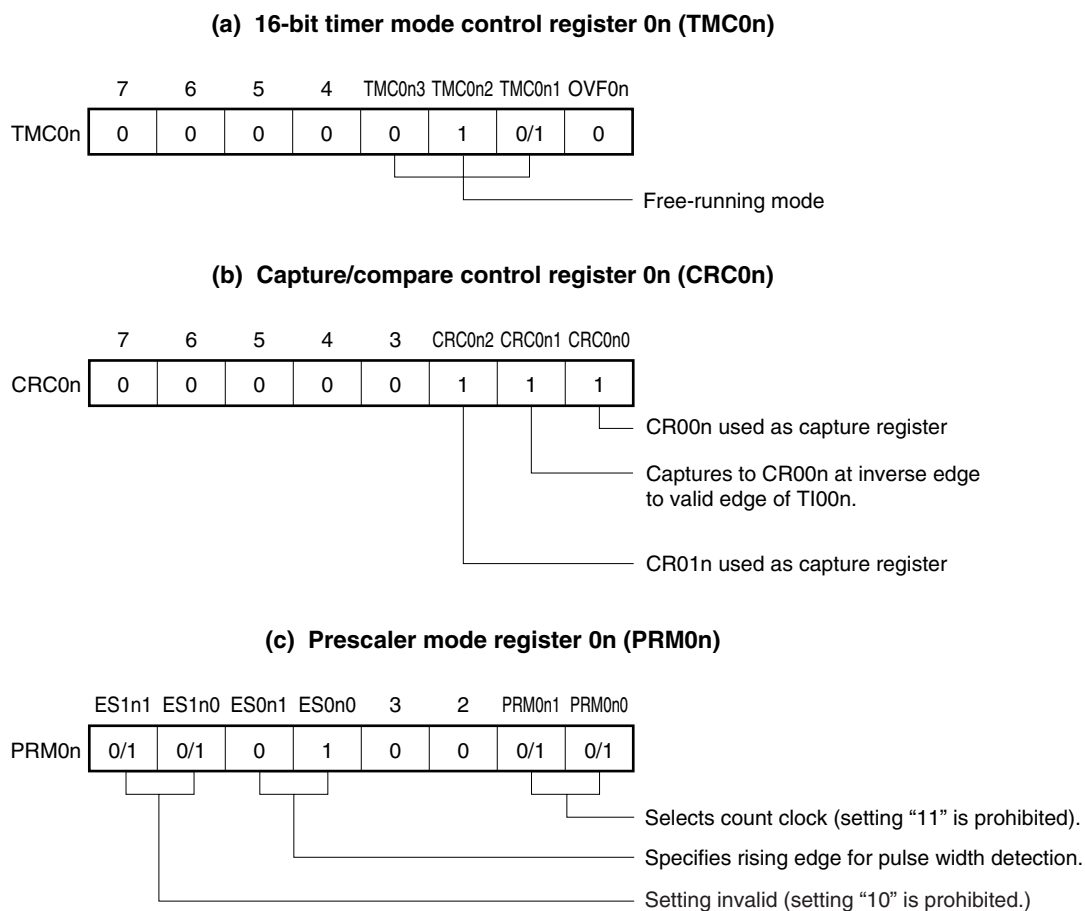 (a) 16-bit timer mode control register 0n (TMC0n)
7 6 5 4 TMC0n3 TMC0n2 TMC0n1 OVF0n
TMC0n 0 0 0 0 0 1 0/1 0
Free-running mode
(b) Capture/compare control register 0n (CRC0n)
7 6 5 4 3 CRC0n2 CRC0n1 CRC0n0
CRC0n 0 0 0 0 0 1 1 1
CR00n used as capture register
Captures to CR00n at inverse edge
to valid edge of TI00n.
CR01n used as capture register
(c) Prescaler mode register 0n (PRM0n)
ES1n1 ES1n0 ES0n1 ES0n0 3 2 PRM0n1 PRM0n0
PRM0n 0/1 0/1 0 1 0 0 0/1 0/1
Selects count clock (setting “11” is prohibited).
Specifies rising edge for pulse width detection.
Setting invalid (setting “10” is prohibited.)